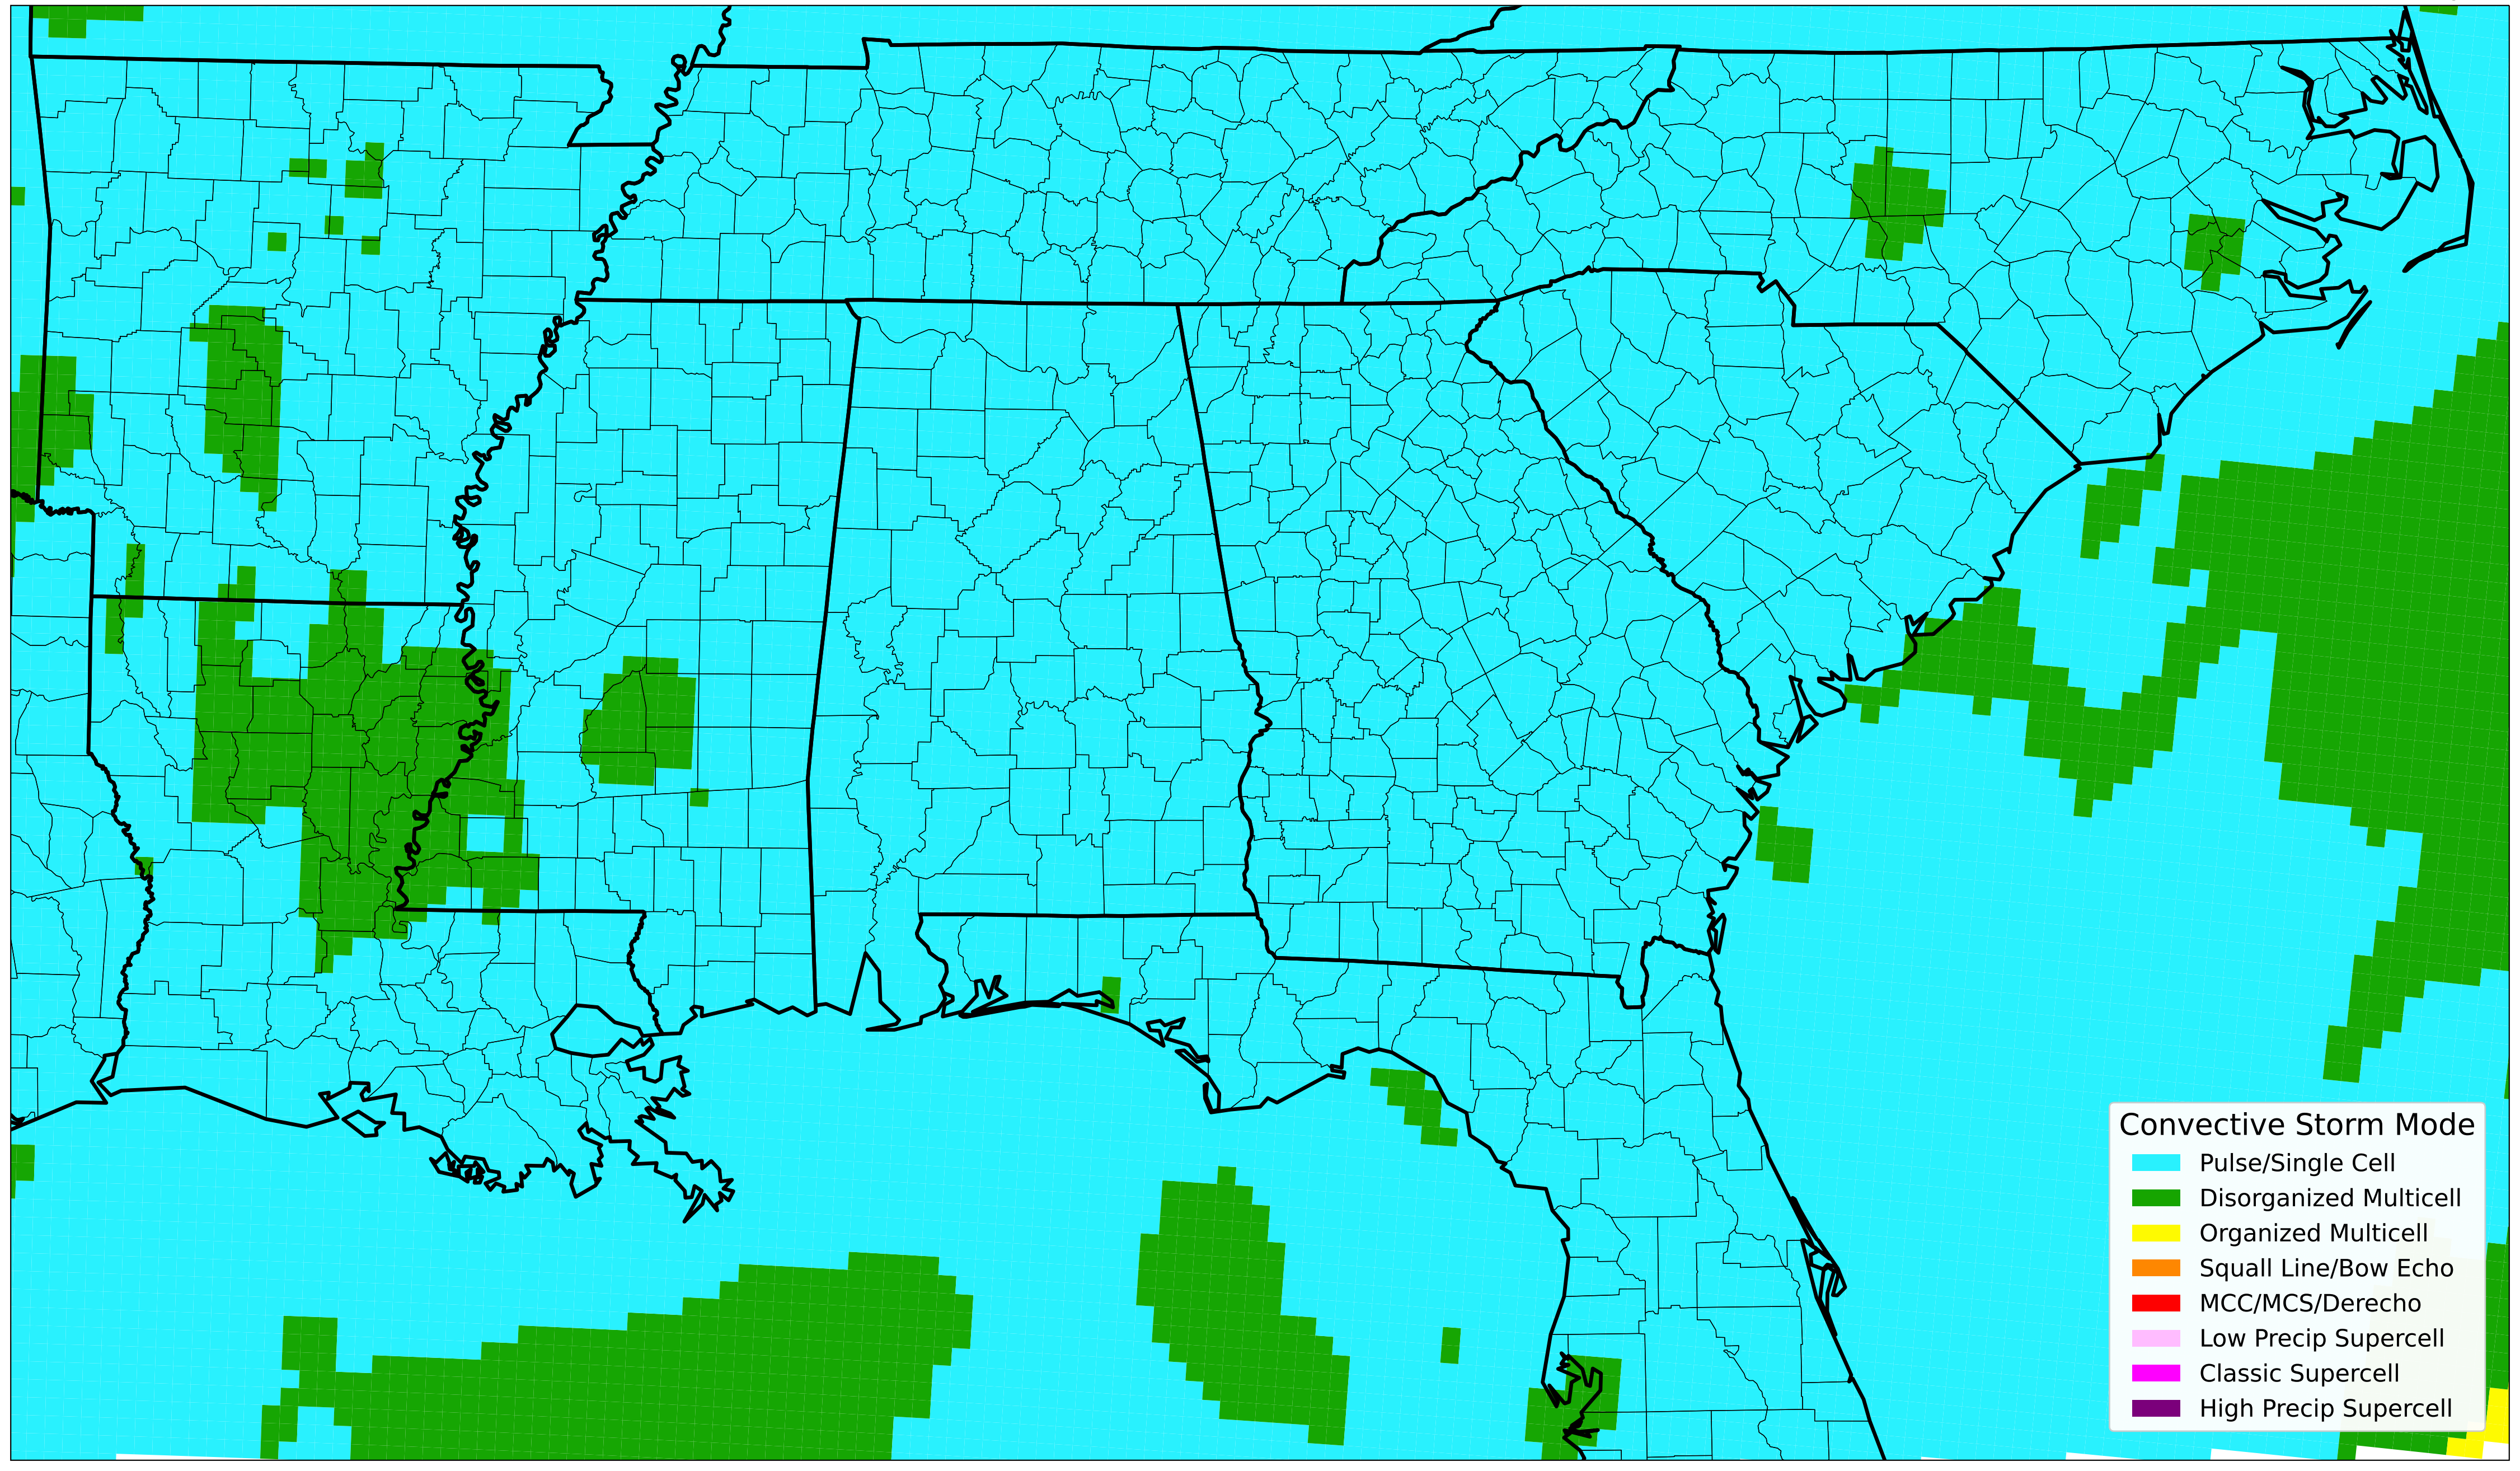 Convective Storm Mode
Pulse/Single Cell
Disorganized Multicell
Organized Multicell
Squall Line/Bow Echo
MCC/MCS/Derecho
Low Precip Supercell
Classic Supercell
High Precip Supercell